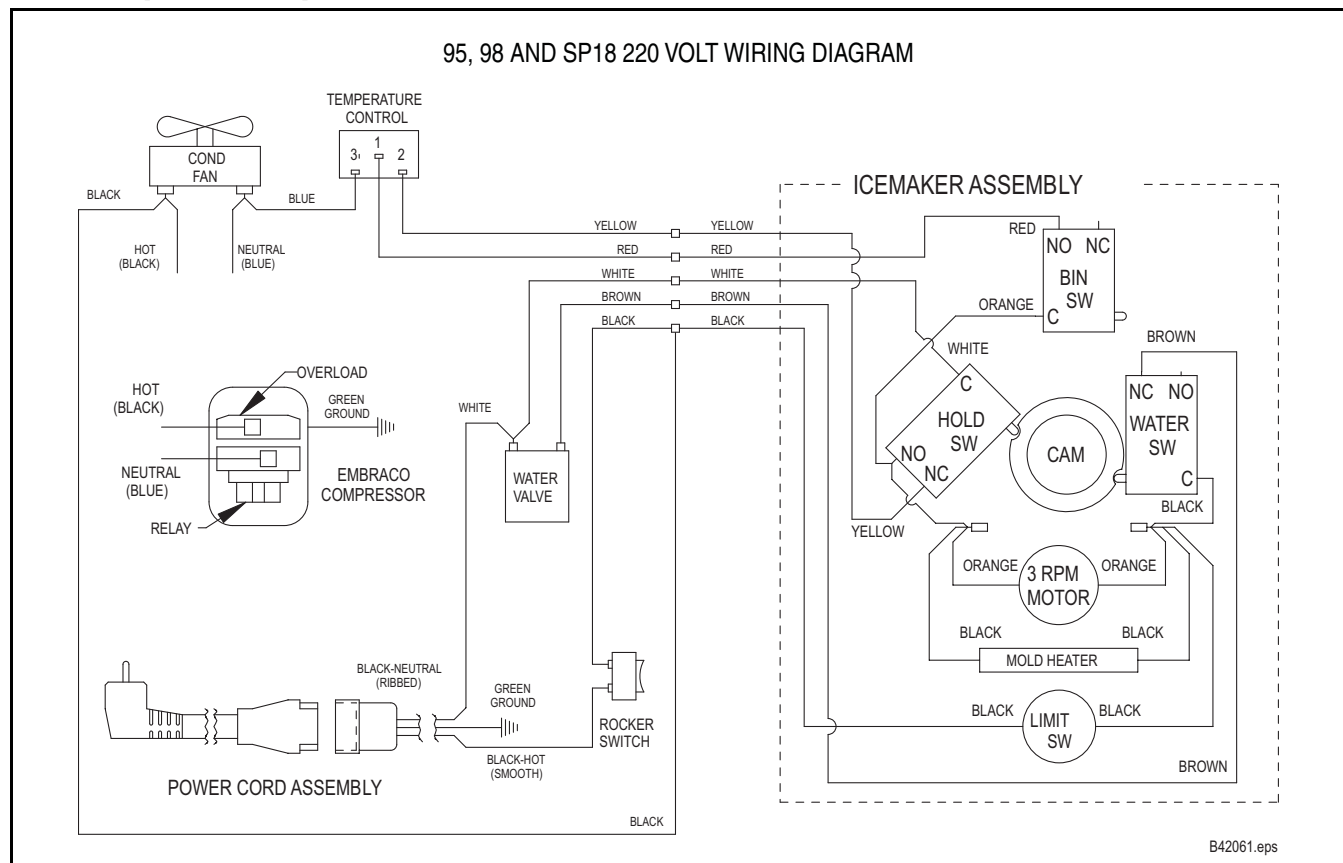 95, 98 AND SP18 220 VOLT WIRING DIAGRAM
TEMPERATURE
CONTROL
3
1
2
COND
FAN
BLACK
BLUE
HOT
(BLACK)
NEUTRAL
(BLUE)
YELLOW
YELLOW
RED
RED
WHITE
WHITE
BROWN
BROWN
BLACK
BLACK
ICEMAKER ASSEMBLY
RED
NO NC
BIN
SW
C
ORANGE
BROWN
WHITE
C
HOLD
SW
NO
NC
CAM
NC NO
WATER
SW
C
BLACK
YELLOW
ORANGE
3 RPM
MOTOR
ORANGE
BLACK
BLACK
MOLD HEATER
BLACK
LIMIT
SW
BLACK
BROWN
OVERLOAD
HOT
(BLACK)
GREEN
GROUND
NEUTRAL
(BLUE)
EMBRACO
COMPRESSOR
RELAY
WHITE
WATER
VALVE
BLACK-NEUTRAL
(RIBBED)
GREEN
GROUND
ROCKER
SWITCH
BLACK-HOT
(SMOOTH)
POWER CORD ASSEMBLY
BLACK
B42061.eps